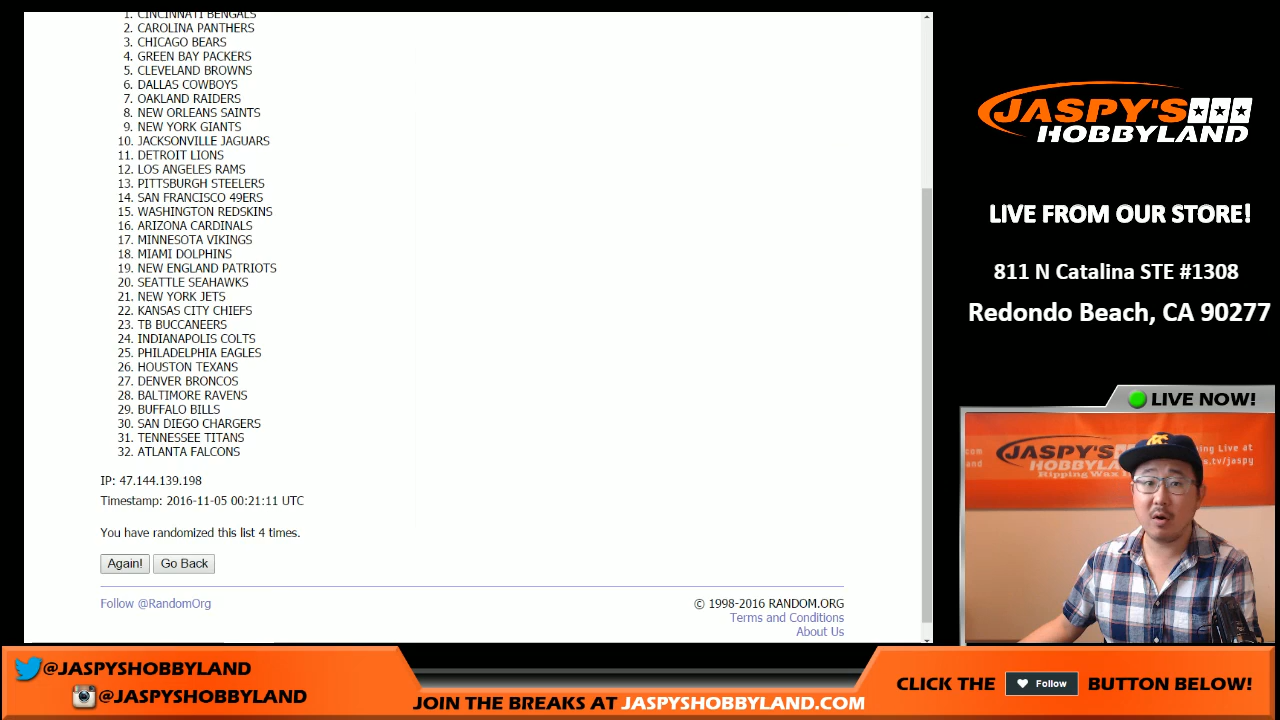 1. CINCINNATI BENGALS
2. CAROLINA PANTHERS
3. CHICAGO BEARS
4. GREEN BAY PACKERS
5. CLEVELAND BROWNS
6. DALLAS COWBOYS
7. OAKLAND RAIDERS
8. NEW ORLEANS SAINTS
9. NEW YORK GIANTS
10. JACKSONVILLE JAGUARS
11. DETROIT LIONS
12. LOS ANGELES RAMS
13. PITTSBURGH STEELERS
14. SAN FRANCISCO 49ERS
15. WASHINGTON REDSKINS
16. ARIZONA CARDINALS
17. MINNESOTA VIKINGS
18. MIAMI DOLPHINS
19. NEW ENGLAND PATRIOTS
20. SEATTLE SEAHAWKS
21. NEW YORK JETS
22. KANSAS CITY CHIEFS
23. TB BUCCANEERS
24. INDIANAPOLIS COLTS
25. PHILADELPHIA EAGLES
26. HOUSTON TEXANS
27. DENVER BRONCOS
28. BALTIMORE RAVENS
29. BUFFALO BILLS
30. SAN DIEGO CHARGERS
31. TENNESSEE TITANS
32. ATLANTA FALCONS
IP: 47.144.139.198
Timestamp: 2016-11-05 00:21:11 UTC
You have randomized this list 4 times.
Again! Go Back
Follow @RandomOrg
© 1998-2016 RANDOM.ORG
Terms and Conditions
About Us
JASPY'S
HOBBYLAND
LIVE FROM OUR STORE!
811 N Catalina STE #1308
Redondo Beach, CA 90277
LIVE NOW!
JASPY'S
HOBBYLA
Ripping Wax
ing Live at
s.tv/jaspy
.com
and
@JASPYSHOBBYLAND
@JASPYSHOBBYLAND
JOIN THE BREAKS AT JASPYSHOBBYLAND.COM
CLICK THE Follow BUTTON BELOW!